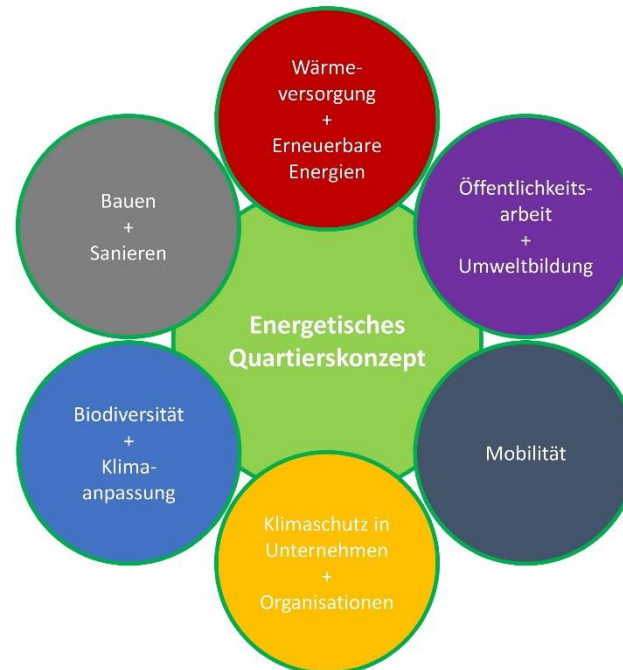 Wärme-
versorgung
+
Erneuerbare
Energien
Öffentlichkeits-
arbeit
+
Umweltbildung
Mobilität
Klimaschutz in
Unternehmen
+
Organisationen
Biodiversität
+
Klima-
anpassung
Bauen
+
Sanieren
Energetisches
Quartierskonzept